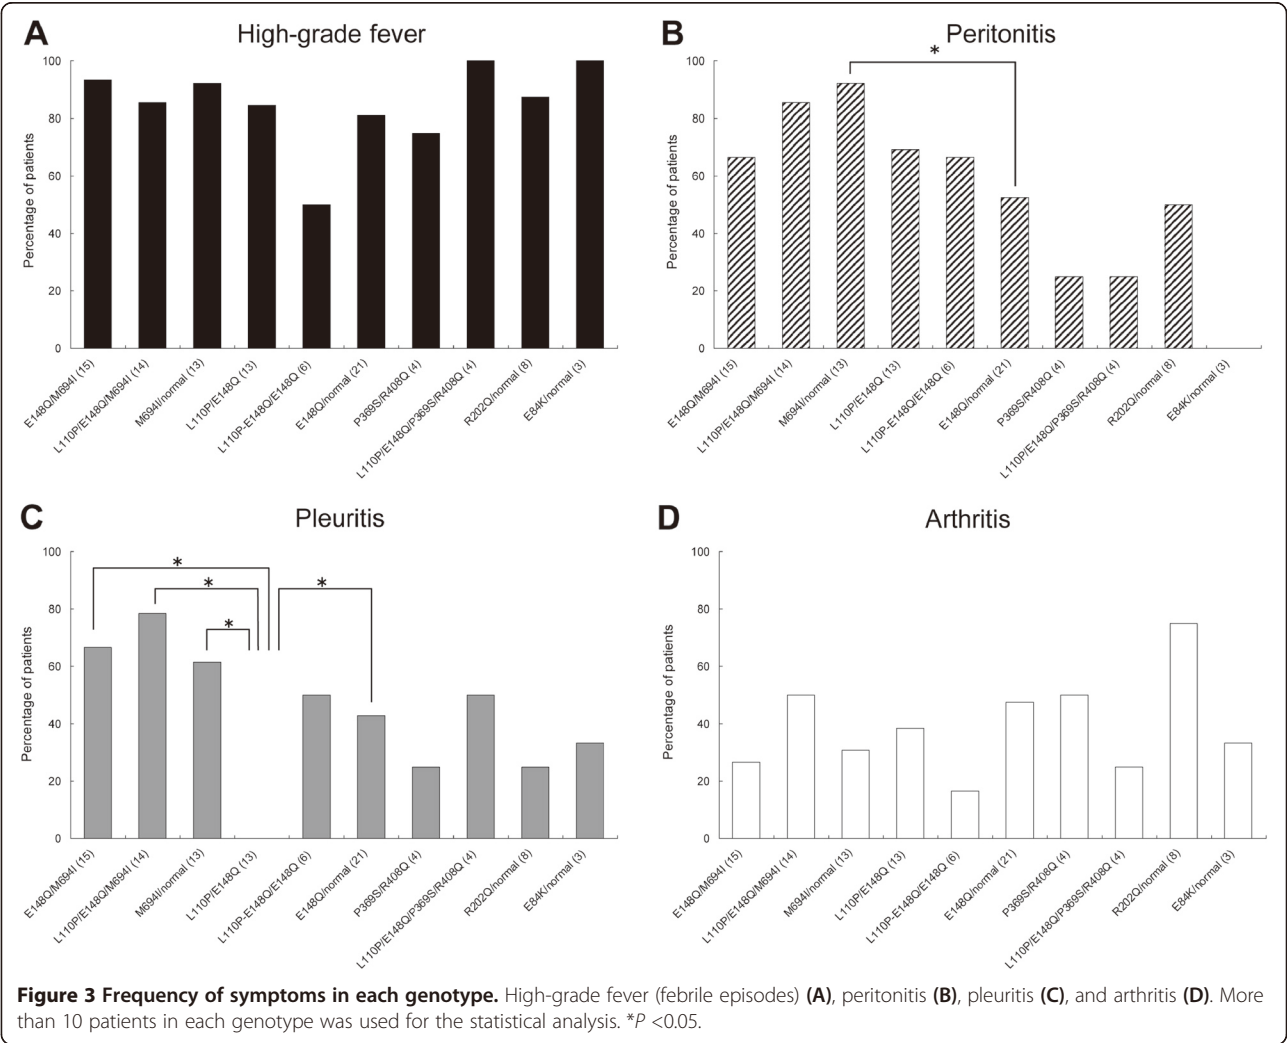 A
High-grade fever
Percentage of patients
100
80
60
40
20
0
E148Q/M694I (15)
L110P/E148Q/M694I (14)
M694I/normal (13)
L110P/E148Q (13)
L110P-E148Q/E148Q (6)
E148Q/normal (21)
P369S/R408Q (4)
L110P/E148Q/P369S/R408Q (4)
R202Q/normal (8)
E84K/normal (3)
B
Peritonitis
*
Percentage of patients
100
80
60
40
20
0
E148Q/M694I (15)
L110P/E148Q/M694I (14)
M694I/normal (13)
L110P/E148Q (13)
L110P-E148Q/E148Q (6)
E148Q/normal (21)
P369S/R408Q (4)
L110P/E148Q/P369S/R408Q (4)
R202Q/normal (8)
E84K/normal (3)
C
Pleuritis
*
*
*
*
Percentage of patients
100
80
60
40
20
0
E148Q/M694I (15)
L110P/E148Q/M694I (14)
M694I/normal (13)
L110P/E148Q (13)
L110P-E148Q/E148Q (6)
E148Q/normal (21)
P369S/R408Q (4)
L110P/E148Q/P369S/R408Q (4)
R202Q/normal (8)
E84K/normal (3)
D
Arthritis
Percentage of patients
100
80
60
40
20
0
E148Q/M694I (15)
L110P/E148Q/M694I (14)
M694I/normal (13)
L110P/E148Q (13)
L110P-E148Q/E148Q (6)
E148Q/normal (21)
P369S/R408Q (4)
L110P/E148Q/P369S/R408Q (4)
R202Q/normal (8)
E84K/normal (3)
Figure 3 Frequency of symptoms in each genotype. High-grade fever (febrile episodes) (A), peritonitis (B), pleuritis (C), and arthritis (D). More
than 10 patients in each genotype was used for the statistical analysis. *P <0.05.